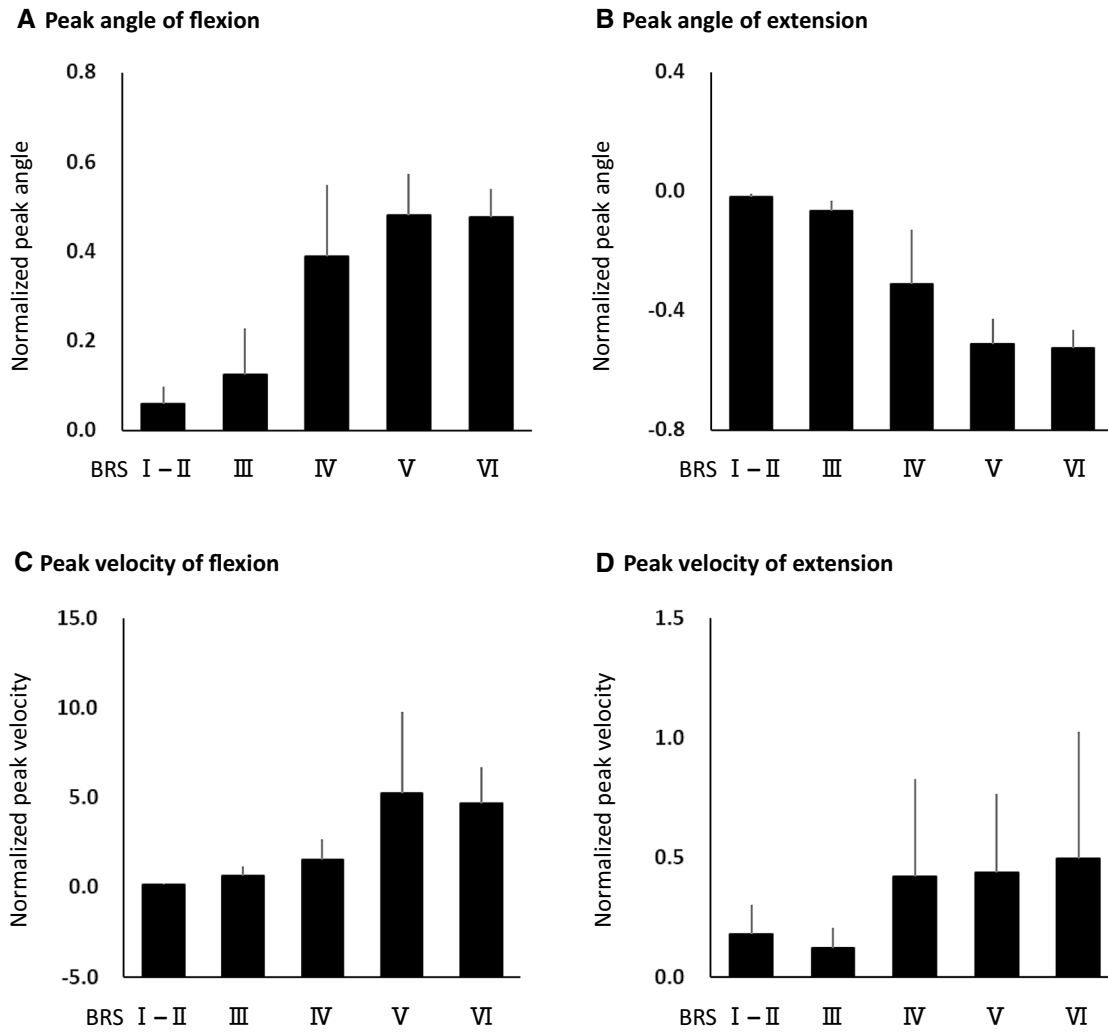 A Peak angle of flexion
Normalized peak angle
0.8
0.6
0.4
0.2
0.0
BRS Ⅰ – Ⅱ Ⅲ Ⅳ Ⅴ Ⅵ
B Peak angle of extension
Normalized peak angle
0.4
0.0
-0.4
-0.8
BRS Ⅰ – Ⅱ Ⅲ Ⅳ Ⅴ Ⅵ
C Peak velocity of flexion
Normalized peak velocity
15.0
10.0
5.0
0.0
-5.0
BRS Ⅰ – Ⅱ Ⅲ Ⅳ Ⅴ Ⅵ
D Peak velocity of extension
Normalized peak velocity
1.5
1.0
0.5
0.0
BRS Ⅰ – Ⅱ Ⅲ Ⅳ Ⅴ Ⅵ